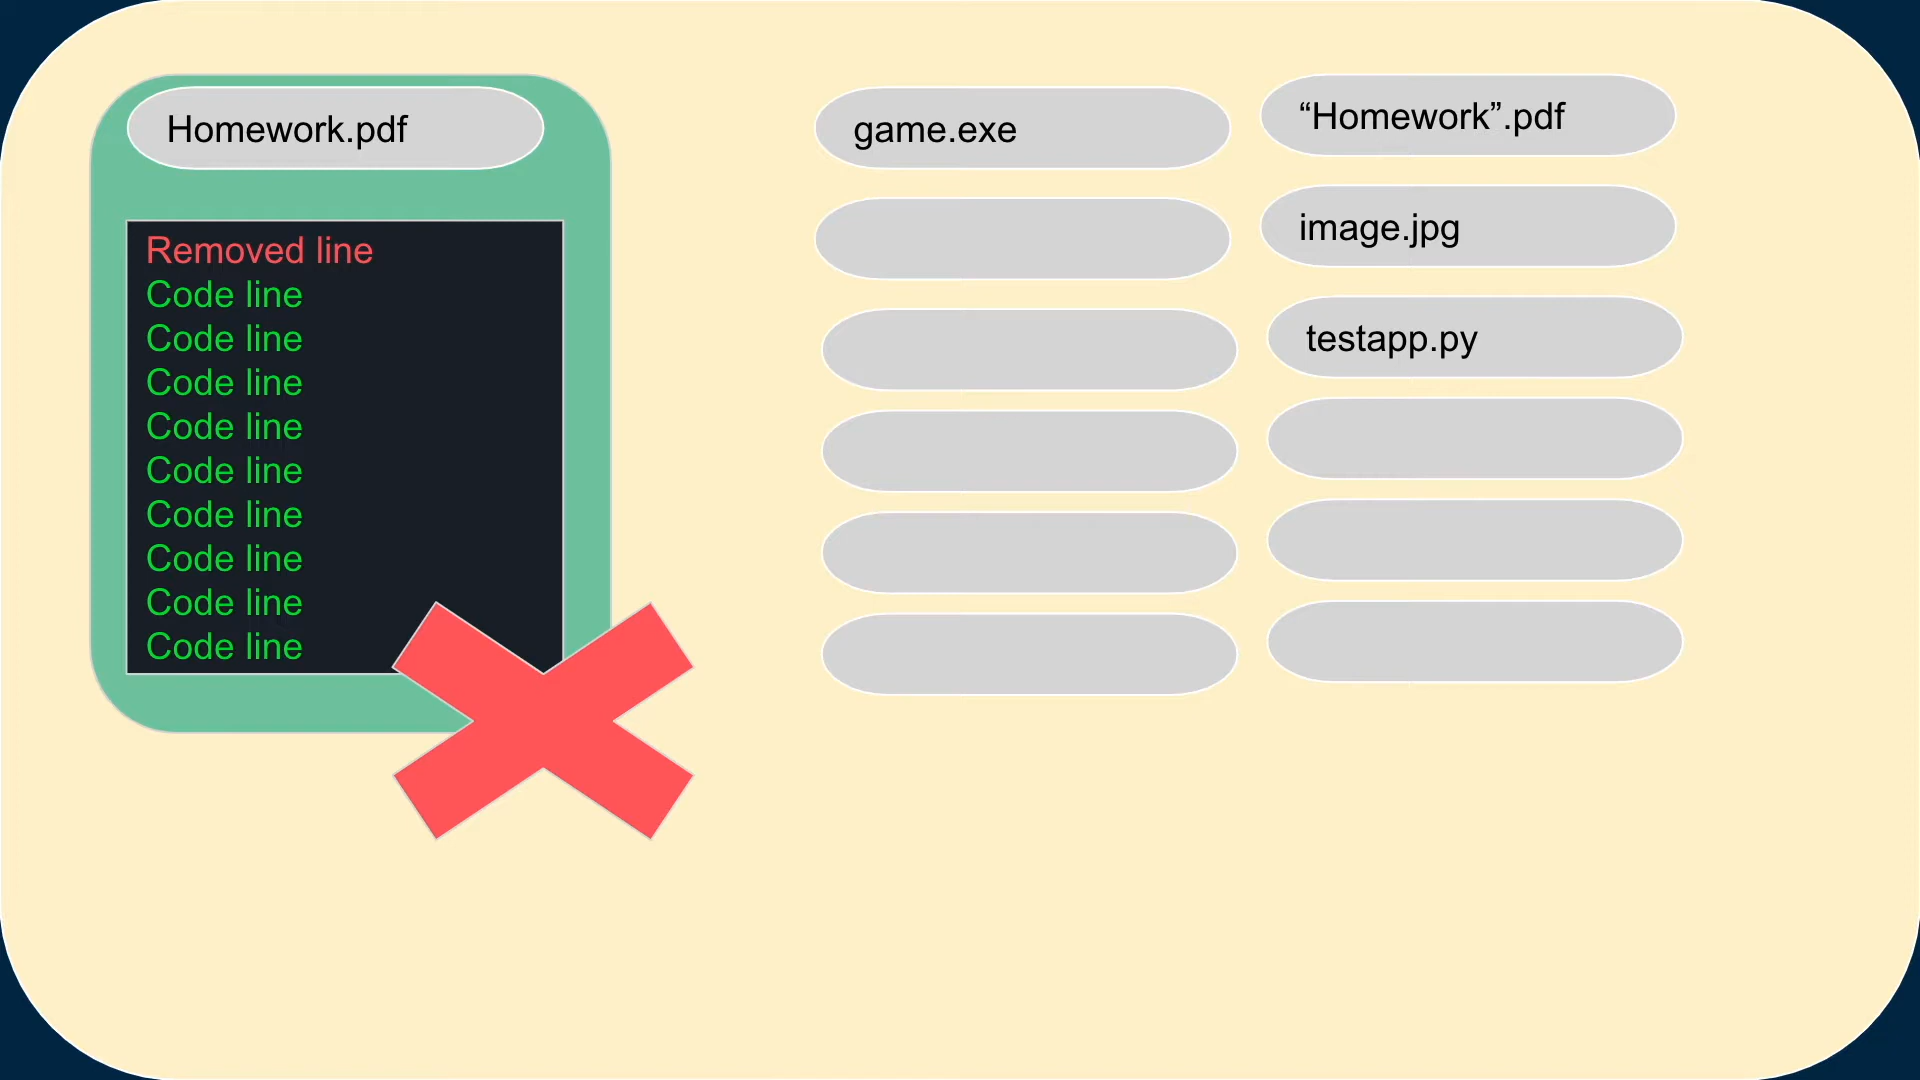 Homework.pdf
Removed line
Code line
Code line
Code line
Code line
Code line
Code line
Code line
Code line
Code line
game.exe
“Homework”.pdf
image.jpg
testapp.py